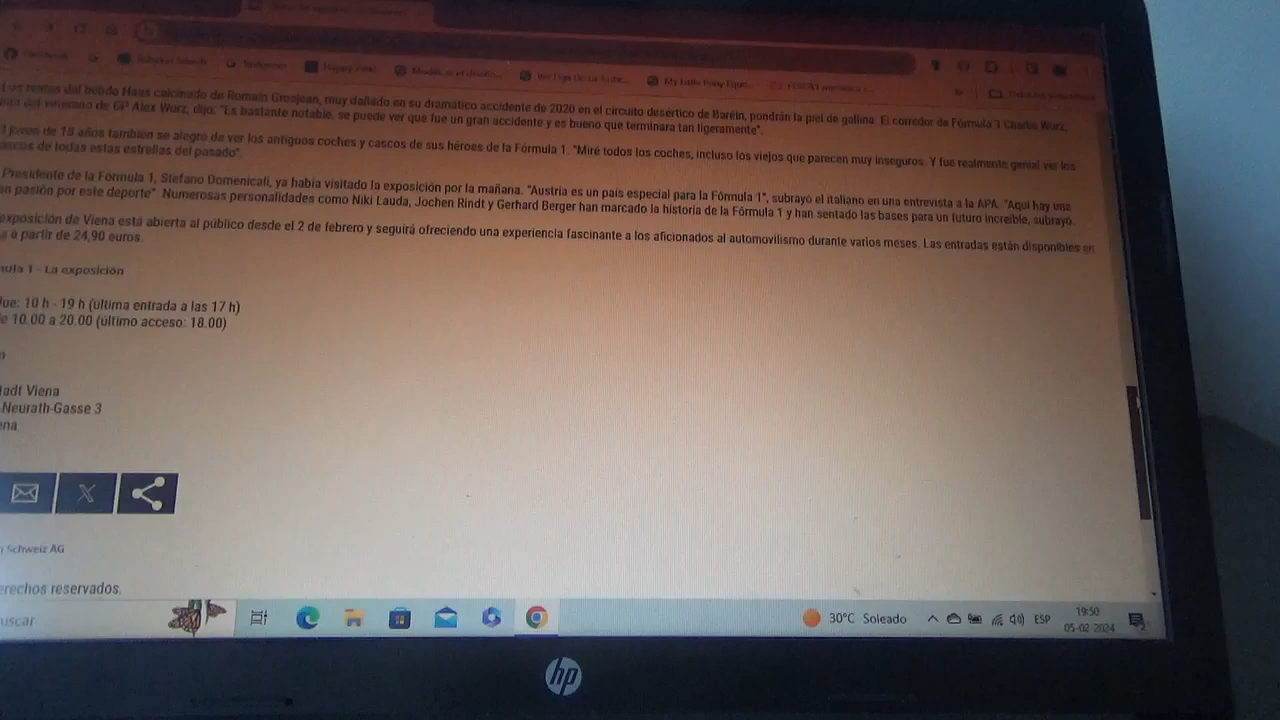 Los restos del bólido Haas calcinado de Romain Grosjean, muy dañado en su dramático accidente de 2020 en el circuito desértico de Baréin, pondrán la piel de gallina. El corredor de Fórmula 3 Charlie Wurz,
del veterano de GP Alex Wurz, dijo: "Es bastante notable, se puede ver que fue un gran accidente y es bueno que terminara tan ligeramente".
joven de 18 años también se alegró de ver los antiguos coches y cascos de sus héroes de la Fórmula 1. "Miré todos los coches, incluso los viejos que parecen muy inseguros. Y fue realmente genial ver los
ascos de todas estas estrellas del pasado".
Presidente de la Fórmula 1, Stefano Domenicali, ya había visitado la exposición por la mañana. "Austria es un país especial para la Fórmula 1", subrayó el italiano en una entrevista a la APA. "Aquí hay una
an pasión por este deporte". Numerosas personalidades como Niki Lauda, Jochen Rindt y Gerhard Berger han marcado la historia de la Fórmula 1 y han sentado las bases para un futuro increíble, subrayó.
exposición de Viena está abierta al público desde el 2 de febrero y seguirá ofreciendo una experiencia fascinante a los aficionados al automovilismo durante varios meses. Las entradas están disponibles en
a a partir de 24,90 euros.
mula 1 - La exposición
ue: 10 h - 19 h (última entrada a las 17 h)
e 10.00 a 20.00 (último acceso: 18.00)
tadt Viena
Neurath-Gasse 3
ena
Schweiz AG
erechos reservados.
uscar
30°C Soleado
ESP
19:50
05-02-2024
hp